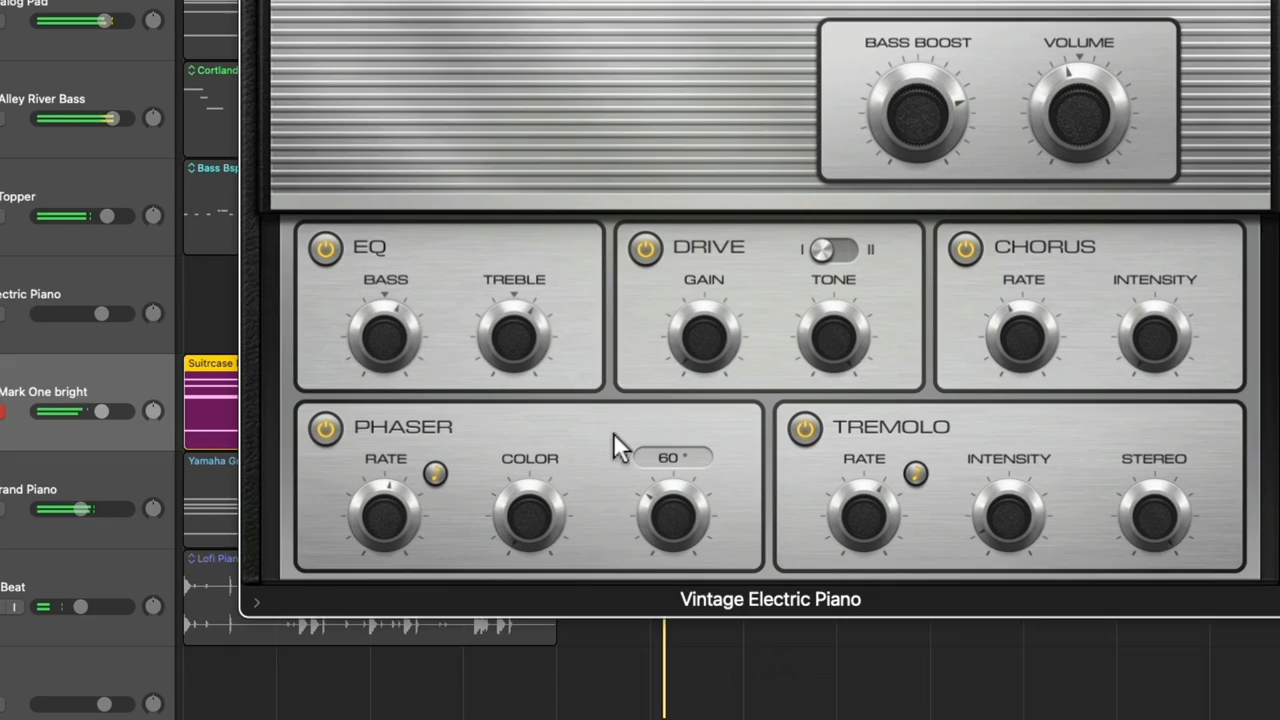 alog Pad
BASS BOOST
VOLUME
Cortland
Alley River Bass
Bass Bsp
Topper
EQ
DRIVE
I
II
CHORUS
BASS
TREBLE
GAIN
TONE
RATE
INTENSITY
ectric Piano
Suitrcase
Mark One bright
PHASER
TREMOLO
RATE
COLOR
60 °
RATE
INTENSITY
STEREO
Yamaha G
rand Piano
Lofi Pian
Beat
I
Vintage Electric Piano